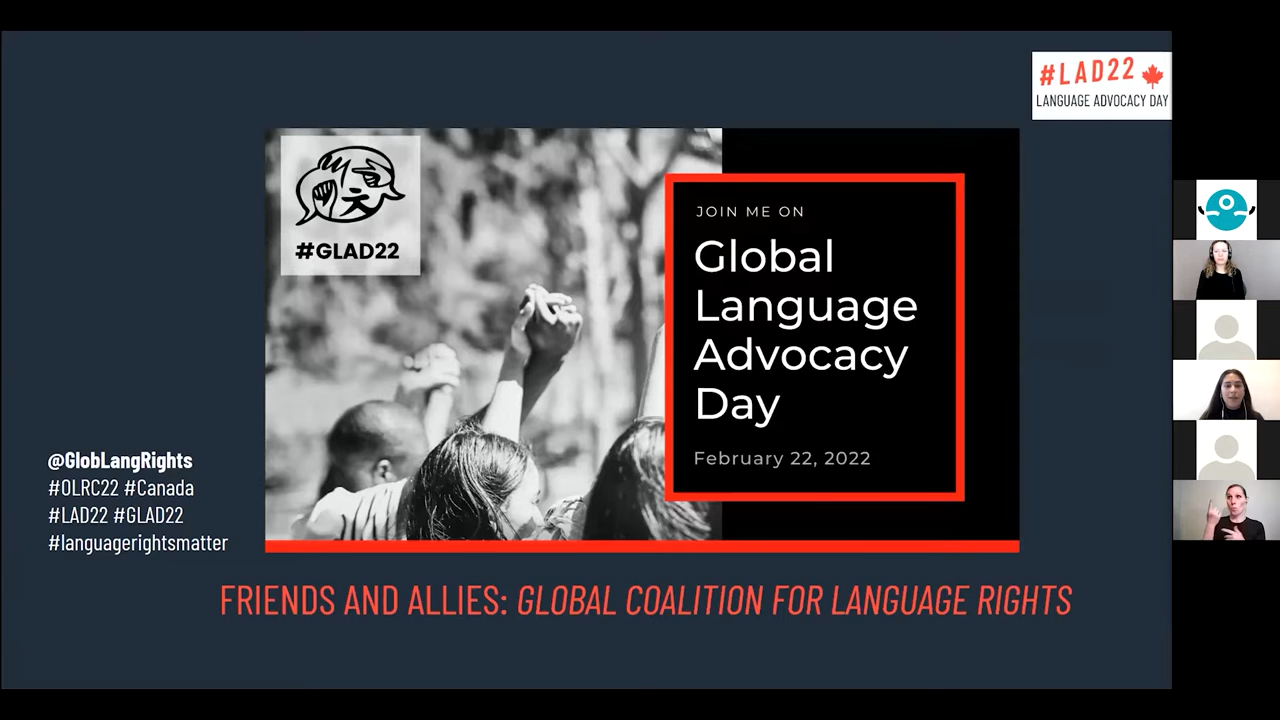 #LAD22
LANGUAGE ADVOCACY DAY
#GLAD22
JOIN ME ON
Global
Language
Advocacy
Day
February 22, 2022
@GlobLangRights
#OLRC22 #Canada
#LAD22 #GLAD22
#languagerightsmatter
FRIENDS AND ALLIES: GLOBAL COALITION FOR LANGUAGE RIGHTS